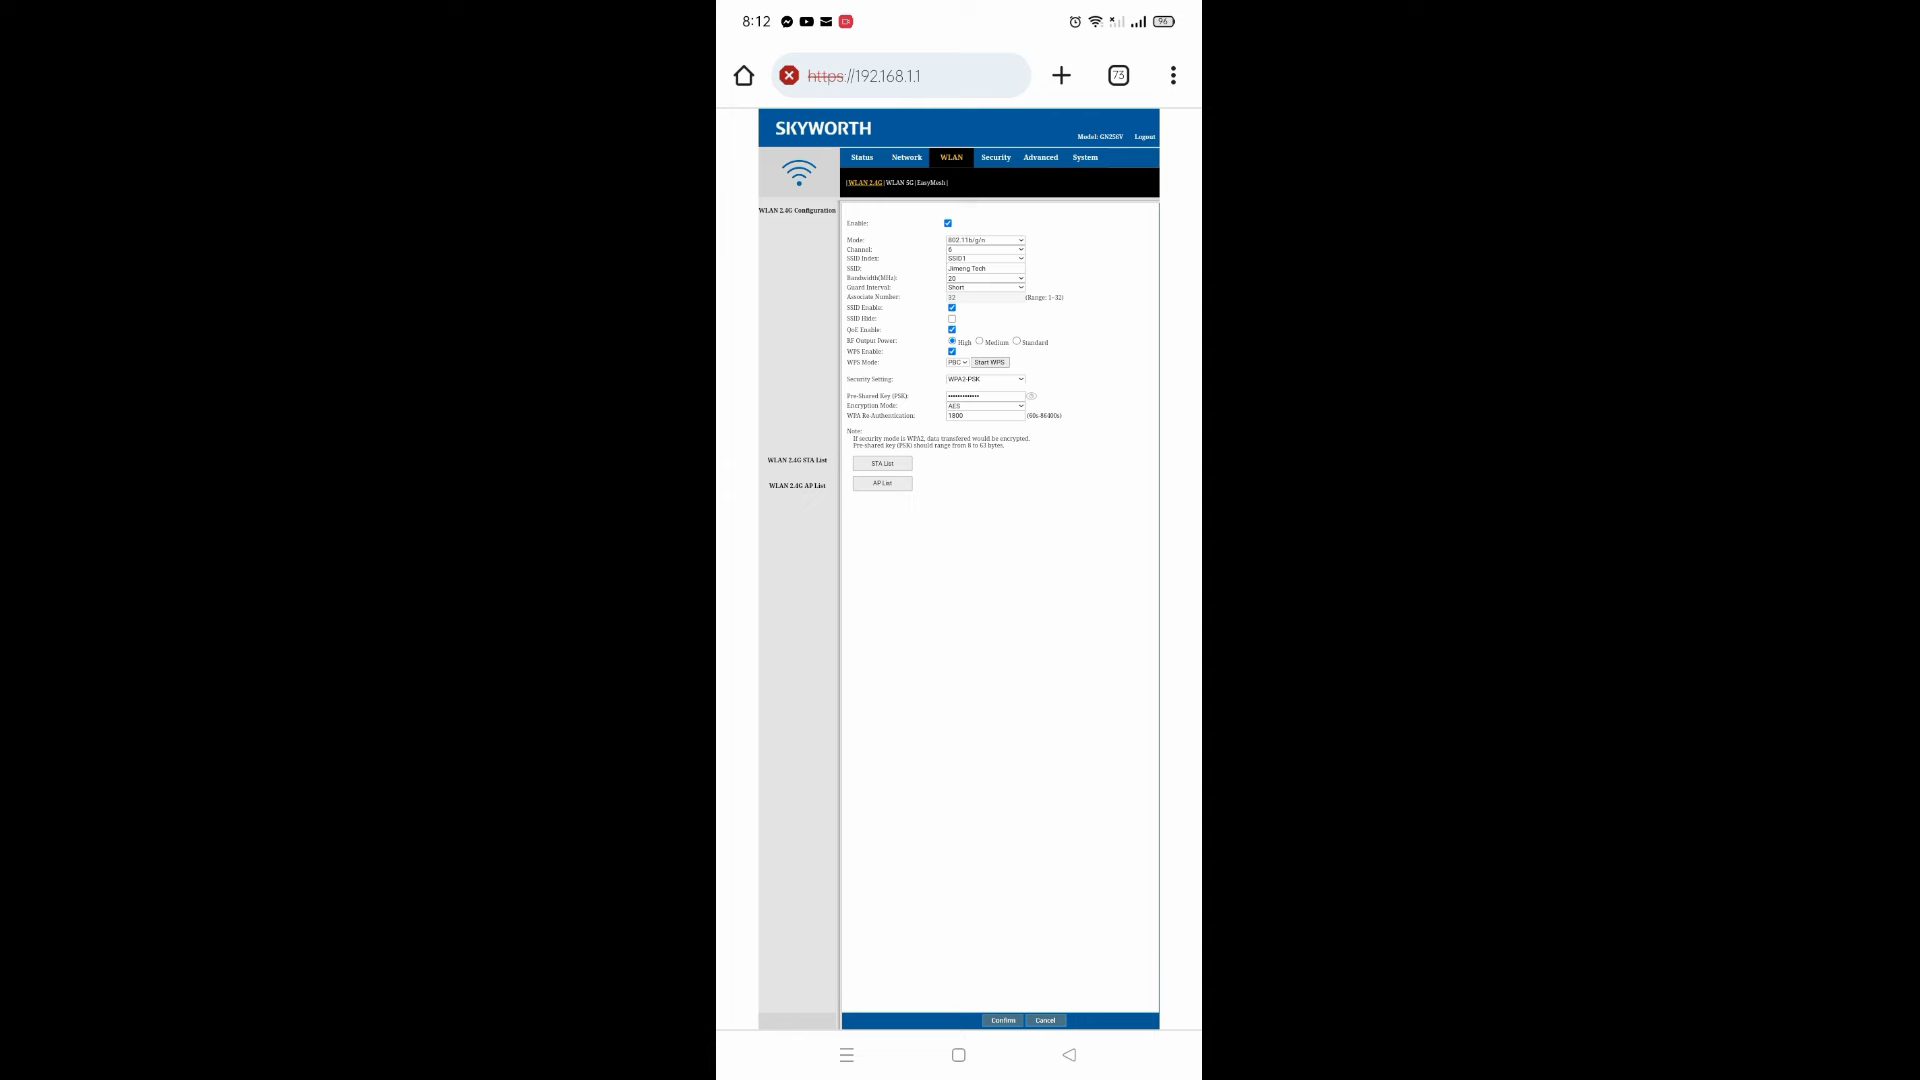 8:12 96
https://192.168.1.1 73
SKYWORTH
Model: GN256V Logout
Status Network WLAN Security Advanced System
|WLAN 2.4G|WLAN 5G|EasyMesh|
WLAN 2.4G Configuration
Enable:
Mode: 802.11b/g/n
Channel: 6
SSID Index: SSID1
SSID: Jimeng Tech
Bandwidth(MHz): 20
Guard Interval: Short
Associate Number: 32 (Range: 1~32)
SSID Enable:
SSID Hide:
QoE Enable:
RF Output Power: High Medium Standard
WPS Enable:
WPS Mode: PBC Start WPS
Security Setting: WPA2-PSK
Pre-Shared Key (PSK): •••••••••••••
Encryption Mode: AES
WPA Re-Authentication: 1800 (60s-86400s)
Note:
If security mode is WPA2, data transfered would be encrypted.
Pre-shared key (PSK) should range from 8 to 63 bytes.
WLAN 2.4G STA List STA List
WLAN 2.4G AP List AP List
Confirm Cancel